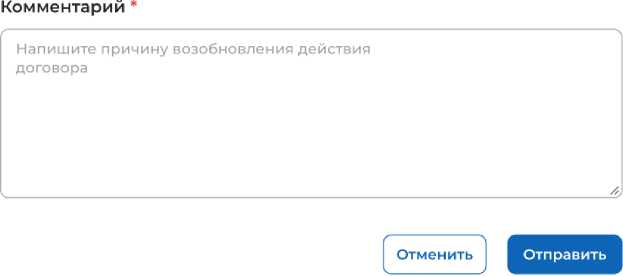 Комментарий *
Напишите причину возобновления действия
договора
Отменить
Отправить